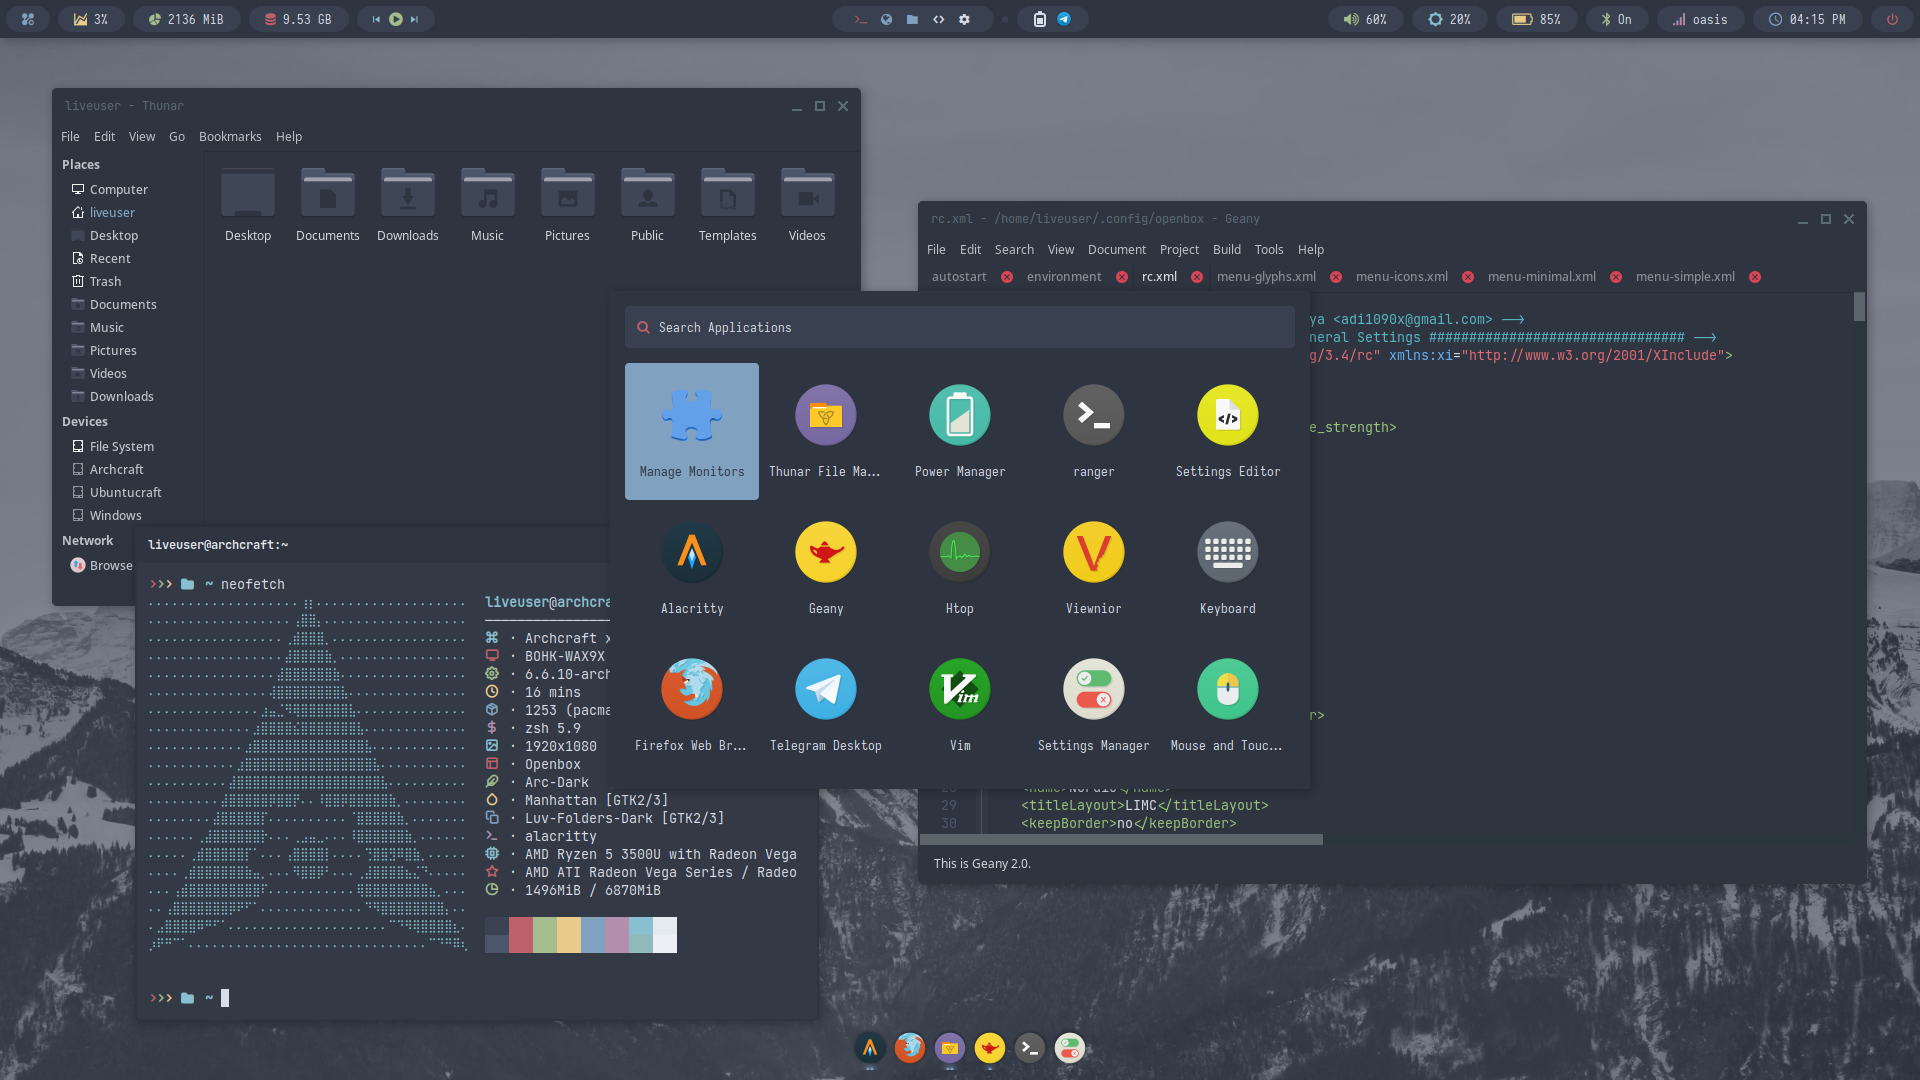 3%
2136 MiB
9.53 GB
60%
20%
85%
On
oasis
04:15 PM
liveuser - Thunar
File Edit View Go Bookmarks Help
Places
Computer
liveuser
Desktop
Recent
Trash
Documents
Music
Pictures
Videos
Downloads
Devices
File System
Archcraft
Ubuntucraft
Windows
Network
Browse
Desktop Documents Downloads Music Pictures Public Templates Videos
rc.xml - /home/liveuser/.config/openbox - Geany
File Edit Search View Document Project Build Tools Help
autostart environment rc.xml menu-glyphs.xml menu-icons.xml menu-minimal.xml menu-simple.xml
ya <adi1090x@gmail.com> -->
neral Settings ############################### -->
g/3.4/rc" xmlns:xi="http://www.w3.org/2001/XInclude">
e_strength>
r>
29 <titleLayout>LIMC</titleLayout>
30 <keepBorder>no</keepBorder>
This is Geany 2.0.
Search Applications
Manage Monitors
Thunar File Ma...
Power Manager
ranger
Settings Editor
Alacritty
Geany
Htop
Viewnior
Keyboard
Firefox Web Br...
Telegram Desktop
Vim
Settings Manager
Mouse and Touc...
liveuser@archcraft:~
>>> ~ neofetch
liveuser@archcra
· Archcraft x
· BOHK-WAX9X
· 6.6.10-arch
· 16 mins
· 1253 (pacma
· zsh 5.9
· 1920x1080
· Openbox
· Arc-Dark
· Manhattan [GTK2/3]
· Luv-Folders-Dark [GTK2/3]
· alacritty
· AMD Ryzen 5 3500U with Radeon Vega
· AMD ATI Radeon Vega Series / Radeo
· 1496MiB / 6870MiB
>>> ~